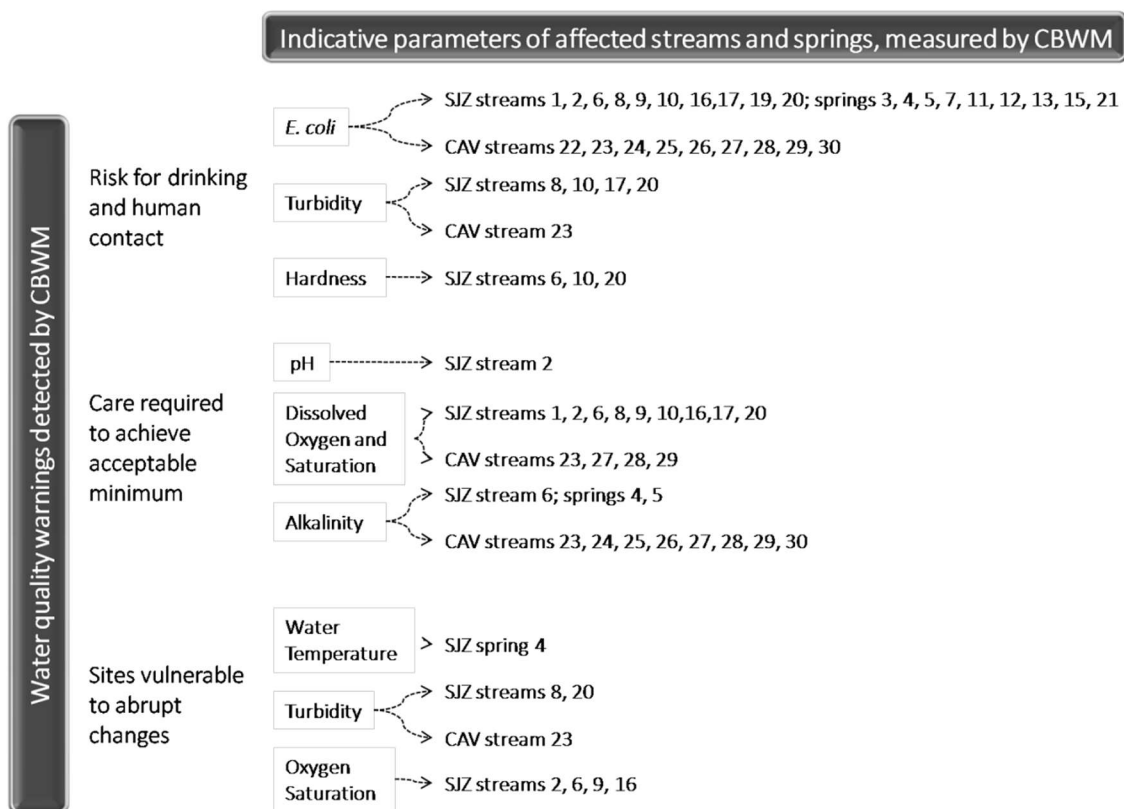 Indicative parameters of affected streams and springs, measured by CBWM
Water quality warnings detected by CBWM
Risk for drinking
and human
contact
E. coli
SJZ streams 1, 2, 6, 8, 9, 10, 16,17, 19, 20; springs 3, 4, 5, 7, 11, 12, 13, 15, 21
CAV streams 22, 23, 24, 25, 26, 27, 28, 29, 30
Turbidity
SJZ streams 8, 10, 17, 20
CAV stream 23
Hardness
SJZ streams 6, 10, 20
Care required
to achieve
acceptable
minimum
pH
SJZ stream 2
Dissolved
Oxygen and
Saturation
SJZ streams 1, 2, 6, 8, 9, 10,16,17, 20
CAV streams 23, 27, 28, 29
Alkalinity
SJZ stream 6; springs 4, 5
CAV streams 23, 24, 25, 26, 27, 28, 29, 30
Sites vulnerable
to abrupt
changes
Water
Temperature
SJZ spring 4
Turbidity
SJZ streams 8, 20
CAV stream 23
Oxygen
Saturation
SJZ streams 2, 6, 9, 16